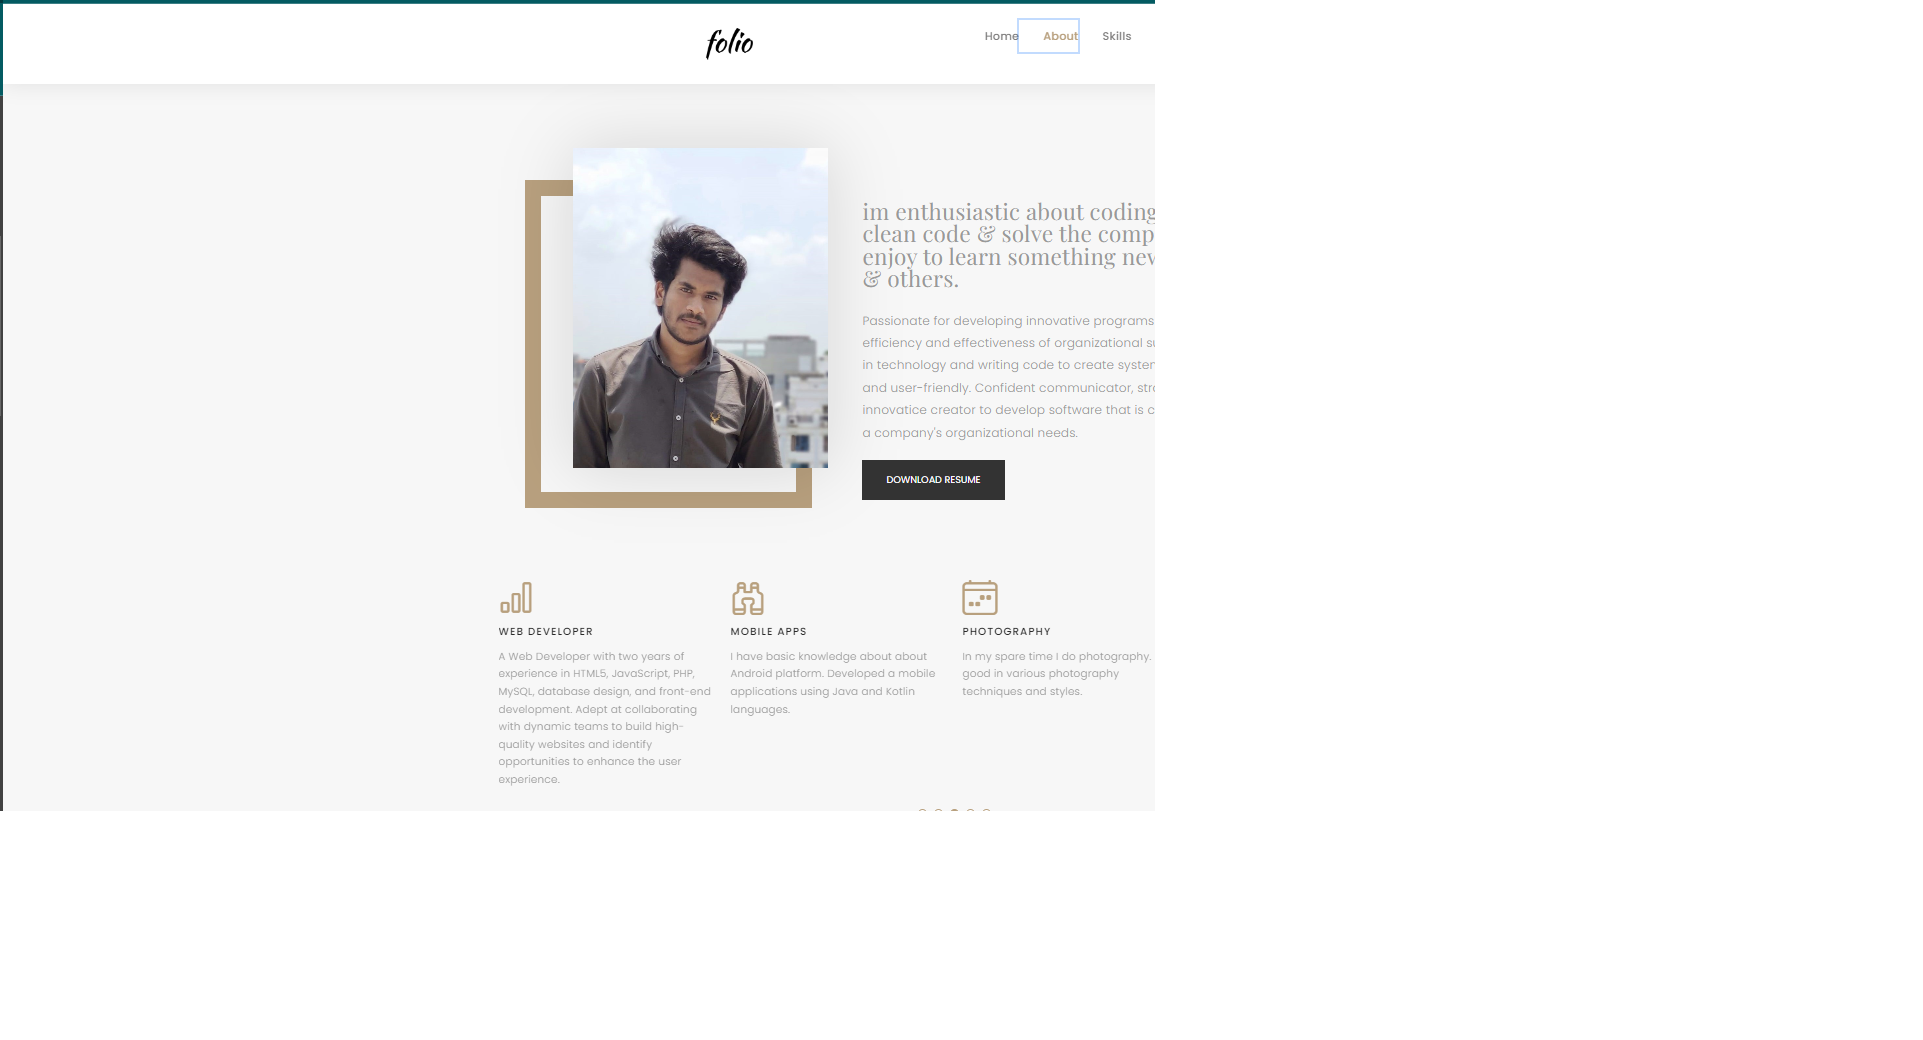 folio
Home About Skills
im enthusiastic about coding
clean code & solve the comp
enjoy to learn something new
& others.
Passionate for developing innovative programs
efficiency and effectiveness of organizational su
in technology and writing code to create system
and user-friendly. Confident communicator, stro
innovatice creator to develop software that is c
a company's organizational needs.
DOWNLOAD RESUME
WEB DEVELOPER
A Web Developer with two years of
experience in HTML5, JavaScript, PHP,
MySQL, database design, and front-end
development. Adept at collaborating
with dynamic teams to build high-
quality websites and identify
opportunities to enhance the user
experience.
MOBILE APPS
I have basic knowledge about about
Android platform. Developed a mobile
applications using Java and Kotlin
languages.
PHOTOGRAPHY
In my spare time I do photography.
good in various photography
techniques and styles.